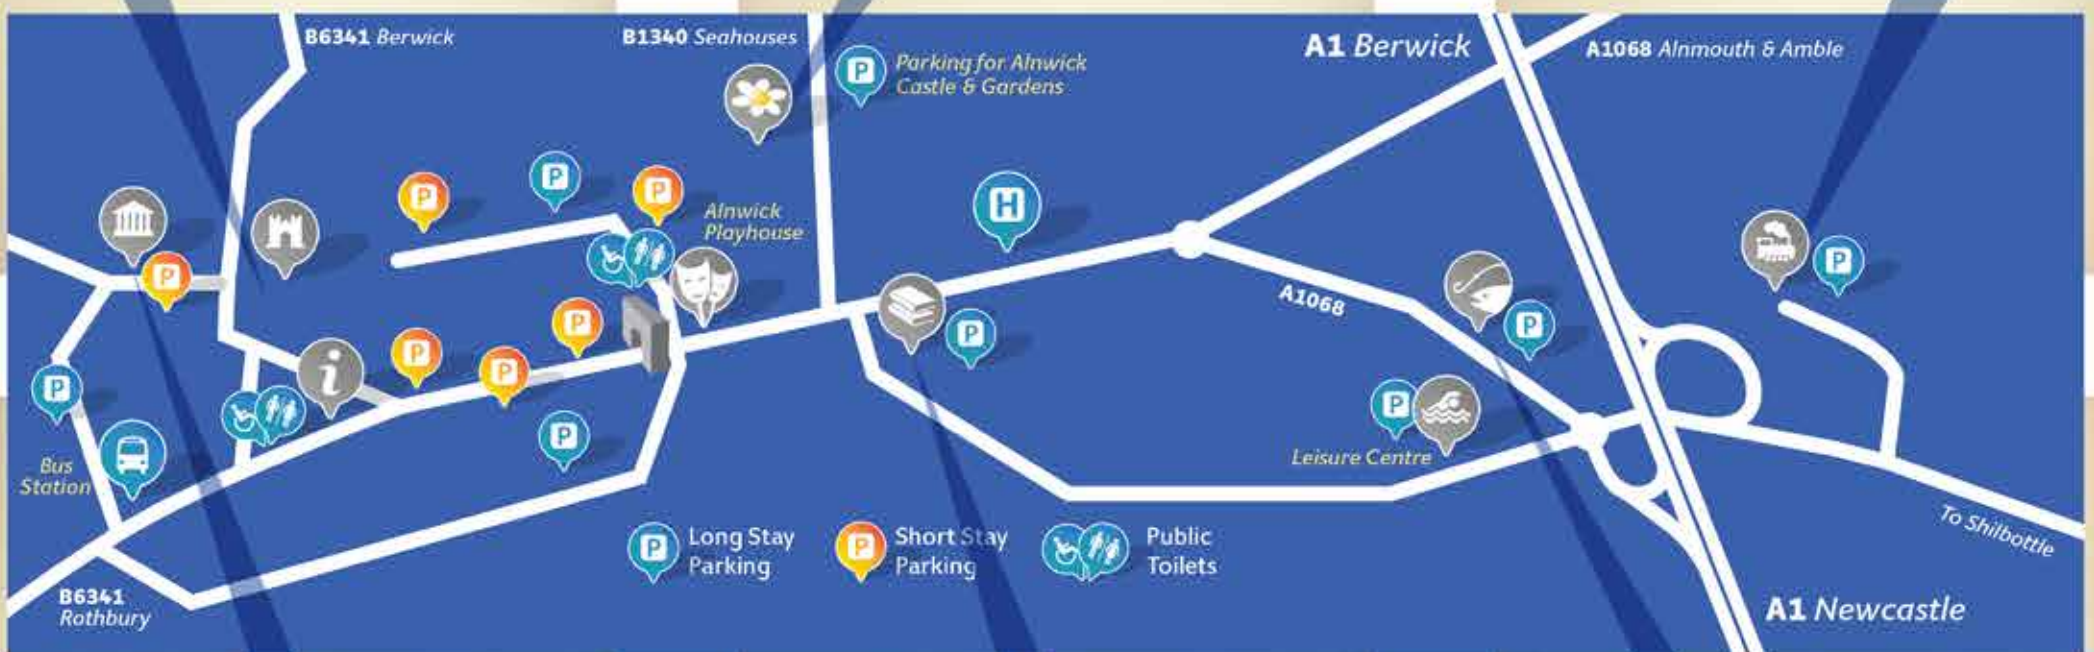 B6341 Berwick
B1340 Seahouses
Parking for Alnwick
Castle & Gardens
A1 Berwick
A1068 Alnmouth & Amble
P
P
P
P
Alnwick
Playhouse
H
P
P
P
A1068
P
P
P
i
P
P
P
P
P
Bus
Station
Leisure Centre
P
Long Stay
Parking
P
Short Stay
Parking
Public
Toilets
To Shilbottle
B6341
Rothbury
A1 Newcastle